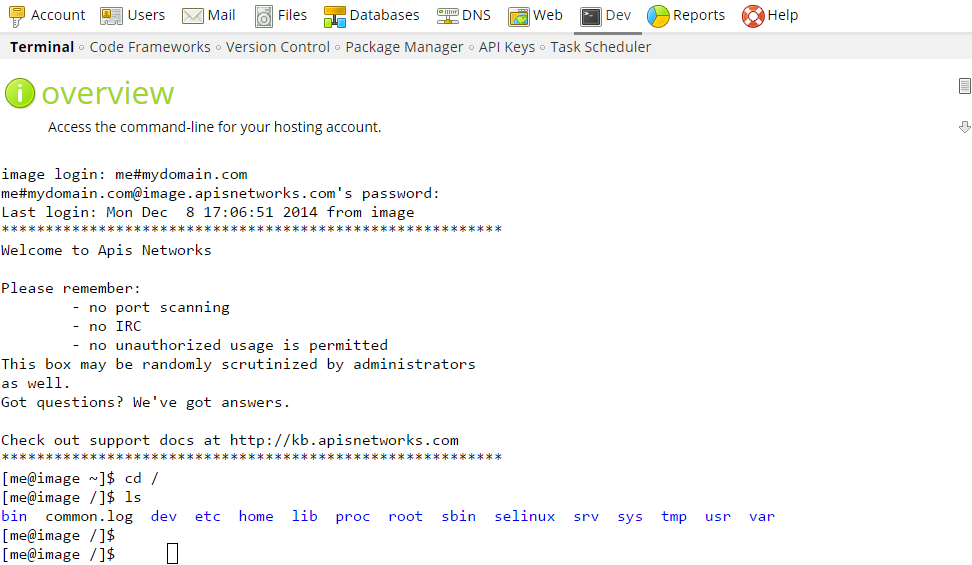 Account Users Mail Files Databases DNS Web Dev Reports Help
Terminal ◦ Code Frameworks ◦ Version Control ◦ Package Manager ◦ API Keys ◦ Task Scheduler
i overview
Access the command-line for your hosting account.
image login: me#mydomain.com
me#mydomain.com@image.apisnetworks.com's password:
Last login: Mon Dec  8 17:06:51 2014 from image
*********************************************************
Welcome to Apis Networks
Please remember:
        - no port scanning
        - no IRC
        - no unauthorized usage is permitted
This box may be randomly scrutinized by administrators
as well.
Got questions? We've got answers.
Check out support docs at http://kb.apisnetworks.com
*********************************************************
[me@image ~]$ cd /
[me@image /]$ ls
bin  common.log  dev  etc  home  lib  proc  root  sbin  selinux  srv  sys  tmp  usr  var
[me@image /]$
[me@image /]$